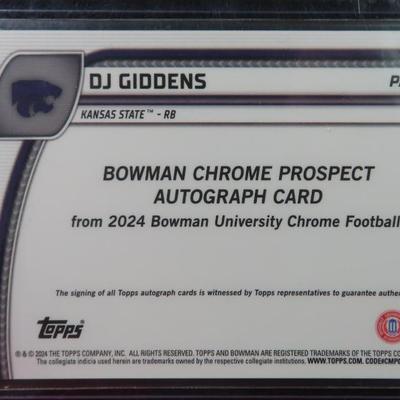 DJ GIDDENS
KANSAS STATE™ - RB
BOWMAN CHROME PROSPECT
AUTOGRAPH CARD
from 2024 Bowman University Chrome Football
The signing of all Topps autograph cards is witnessed by Topps representatives to guarantee
topps
® & © 2024 THE TOPPS COMPANY, INC. ALL RIGHTS RESERVED. TOPPS AND BOWMAN ARE REGISTERED TRADEMARKS OF THE TOPPS
The collegiate indicia used herein are trademarks owned by the respective collegiate institutions. WWW.TOPPS.COM.